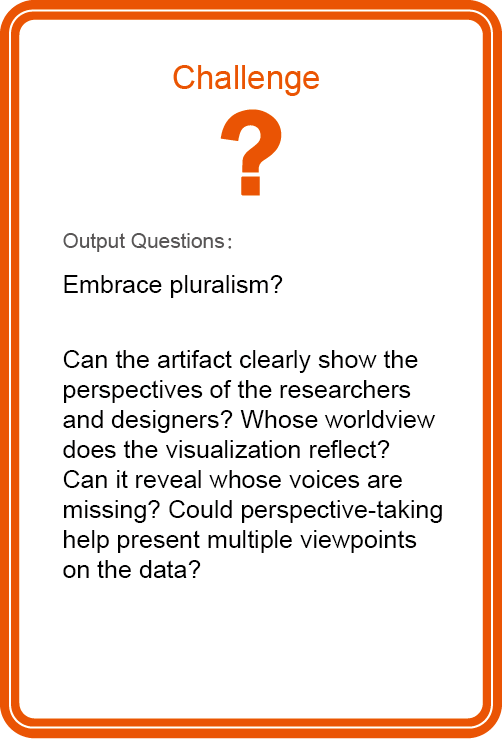 Challenge
?
Output Questions:
Embrace pluralism?
Can the artifact clearly show the
perspectives of the researchers
and designers? Whose worldview
does the visualization reflect?
Can it reveal whose voices are
missing? Could perspective-taking
help present multiple viewpoints
on the data?